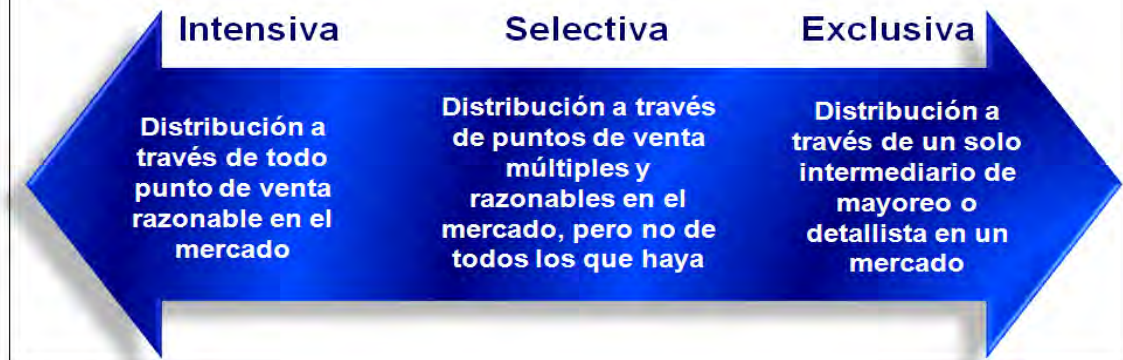 Intensiva
Selectiva
Exclusiva
Distribución a
través de todo
punto de venta
razonable en el
mercado
Distribución a través
de puntos de venta
múltiples y
razonables en el
mercado, pero no de
todos los que haya
Distribución a
través de un solo
intermediario de
mayoreo o
detallista en un
mercado